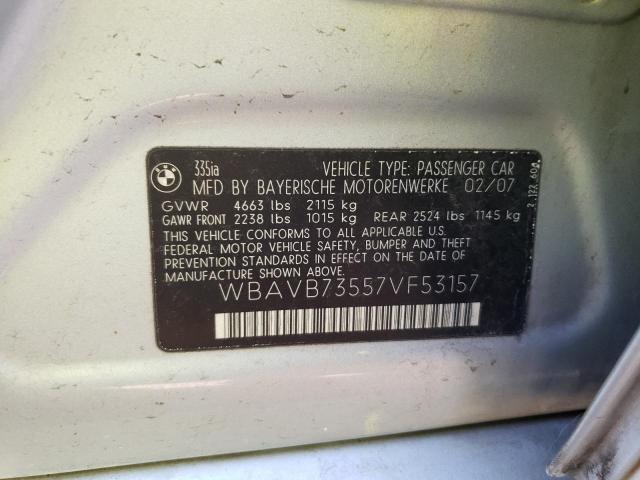 BMW
335ia VEHICLE TYPE: PASSENGER CAR
MFD BY BAYERISCHE MOTORENWERKE 02/07
GVWR 4663 lbs 2115 kg
GAWR FRONT 2238 lbs 1015 kg REAR 2524 lbs 1145 kg
THIS VEHICLE CONFORMS TO ALL APPLICABLE U.S.
FEDERAL MOTOR VEHICLE SAFETY, BUMPER AND THEFT
PREVENTION STANDARDS IN EFFECT ON THE DATE OF
MANUFACTURE SHOWN ABOVE.
WBAVB73557VF53157